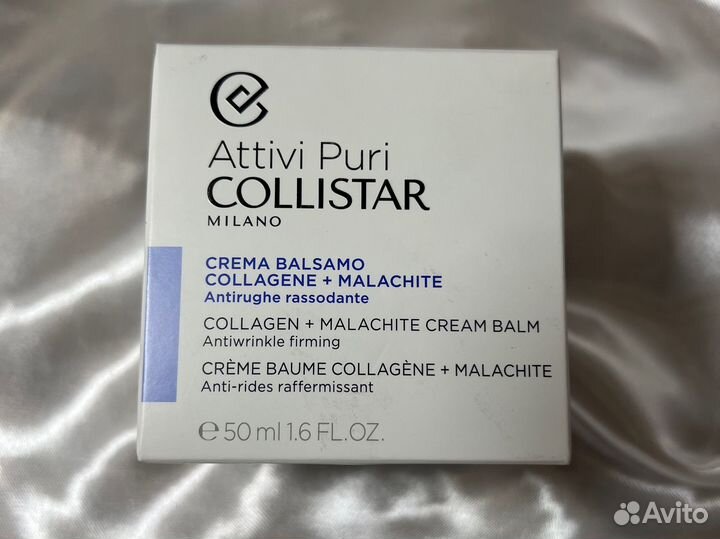 Attivi Puri
COLLISTAR
MILANO
CREMA BALSAMO
COLLAGENE + MALACHITE
Antirughe rassodante
COLLAGEN + MALACHITE CREAM BALM
Antiwrinkle firming
CRÈME BAUME COLLAGÈNE + MALACHITE
Anti-rides raffermissant
℮ 50 ml 1.6 FL.OZ.
Avito